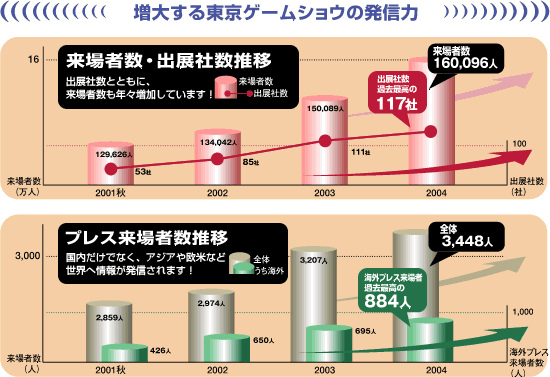 増大する東京ゲームショウの発信力
来場者数・出展社数推移
出展社数とともに、
来場者数も年々増加しています！
来場者数
出展社数
16
来場者数
160,096人
出展社数
過去最高の
117社
150,089人
134,042人
129,626人
53社
85社
111社
100
来場者数
（万人）
2001秋
2002
2003
2004
出展社数
（社）
プレス来場者数推移
国内だけでなく、アジアや欧米など
世界へ情報が発信されます！
全体
うち海外
3,000
全体
3,448人
3,207人
2,974人
2,859人
海外プレス来場者
過去最高の
884人
426人
650人
695人
1,000
来場者数
（人）
2001秋
2002
2003
2004
海外プレス
来場者数
（人）